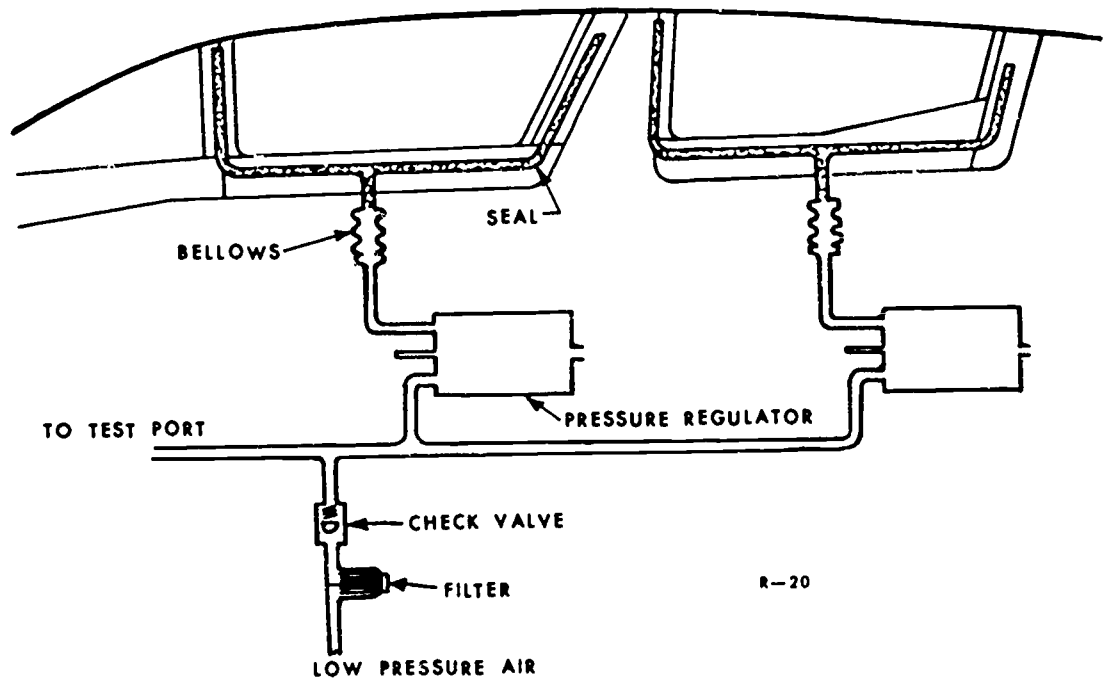 SEAL
BELLOWS
PRESSURE REGULATOR
TO TEST PORT
CHECK VALVE
FILTER
R-20
LOW PRESSURE AIR